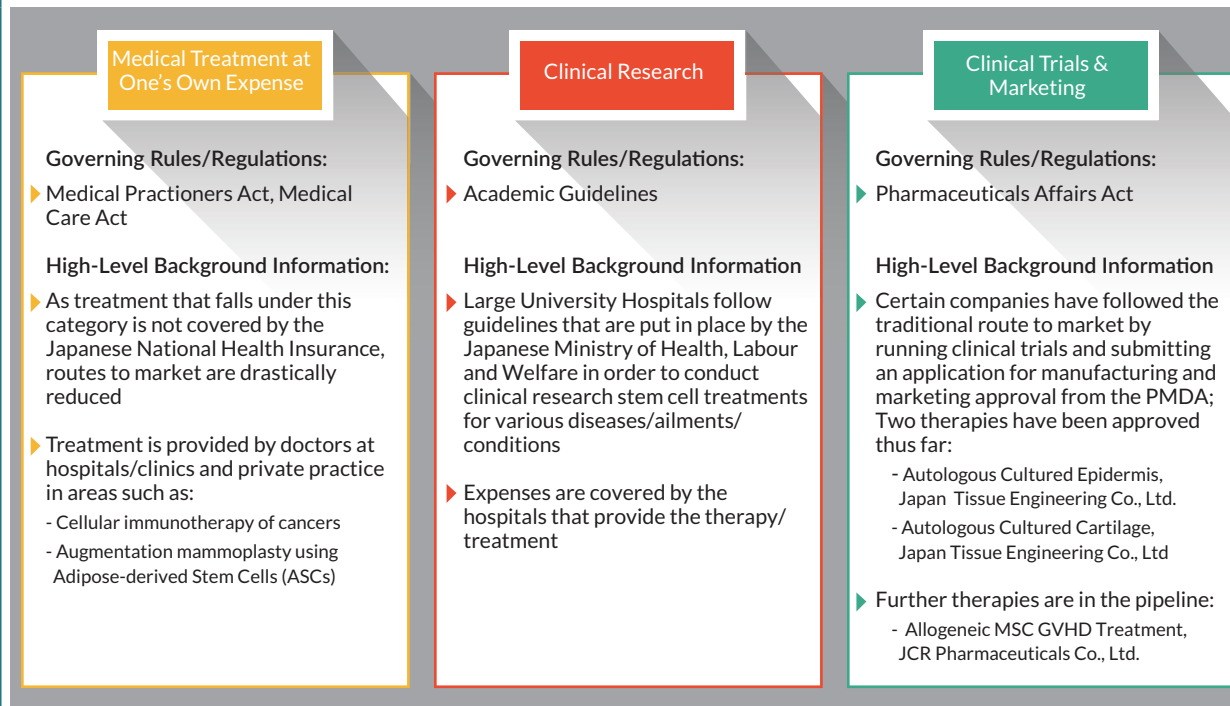 Medical Treatment at
One's Own Expense
Governing Rules/Regulations:
Medical Practioners Act, Medical
Care Act
High-Level Background Information:
As treatment that falls under this
category is not covered by the
Japanese National Health Insurance,
routes to market are drastically
reduced
Treatment is provided by doctors at
hospitals/clinics and private practice
in areas such as:
- Cellular immunotherapy of cancers
- Augmentation mammoplasty using
Adipose-derived Stem Cells (ASCs)
Clinical Research
Governing Rules/Regulations:
Academic Guidelines
High-Level Background Information
Large University Hospitals follow
guidelines that are put in place by the
Japanese Ministry of Health, Labour
and Welfare in order to conduct
clinical research stem cell treatments
for various diseases/ailments/
conditions
Expenses are covered by the
hospitals that provide the therapy/
treatment
Clinical Trials &
Marketing
Governing Rules/Regulations:
Pharmaceuticals Affairs Act
High-Level Background Information
Certain companies have followed the
traditional route to market by
running clinical trials and submitting
an application for manufacturing and
marketing approval from the PMDA;
Two therapies have been approved
thus far:
- Autologous Cultured Epidermis,
Japan Tissue Engineering Co., Ltd.
- Autologous Cultured Cartilage,
Japan Tissue Engineering Co., Ltd
Further therapies are in the pipeline:
- Allogeneic MSC GVHD Treatment,
JCR Pharmaceuticals Co., Ltd.